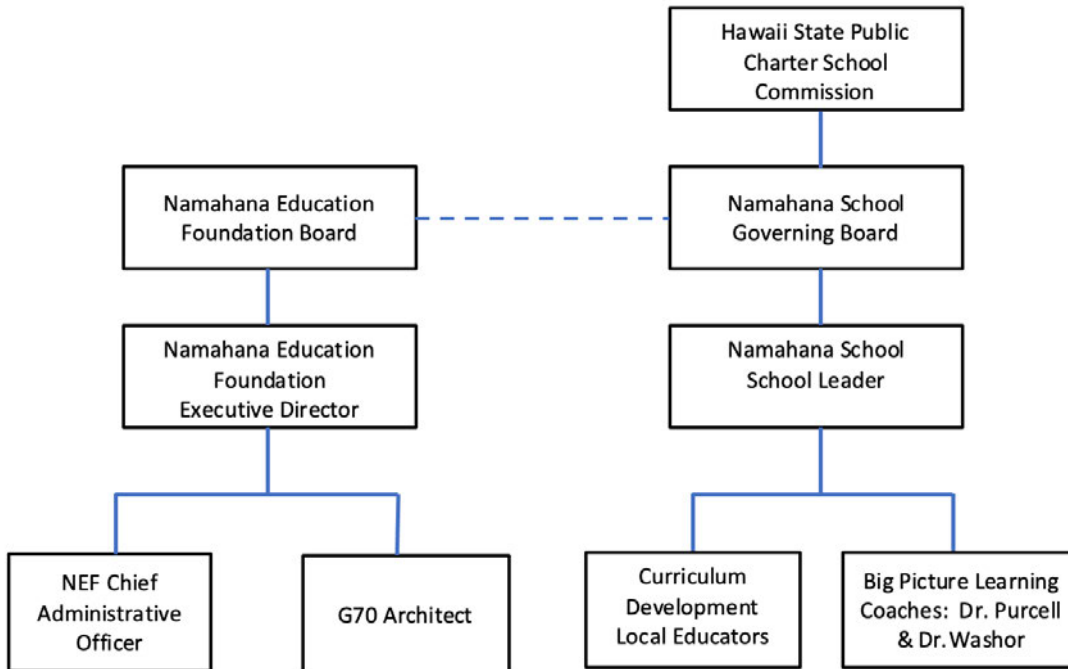 Hawaii State Public
Charter School
Commission
Namahana Education
Foundation Board
Namahana School
Governing Board
Namahana Education
Foundation
Executive Director
Namahana School
School Leader
NEF Chief
Administrative
Officer
G70 Architect
Curriculum
Development
Local Educators
Big Picture Learning
Coaches: Dr. Purcell
& Dr. Washor